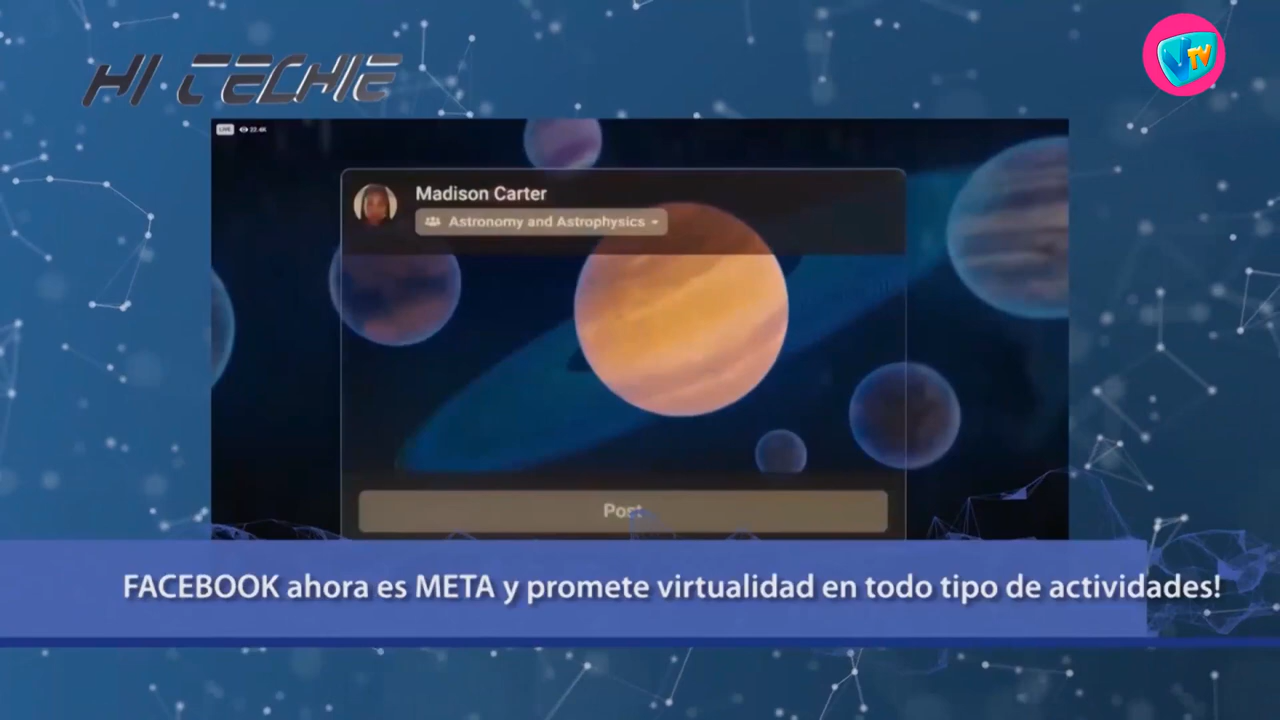 HI TECHIE
VTV
LIVE 22.4K
Madison Carter
Astronomy and Astrophysics
Post
FACEBOOK ahora es META y promete virtualidad en todo tipo de actividades!